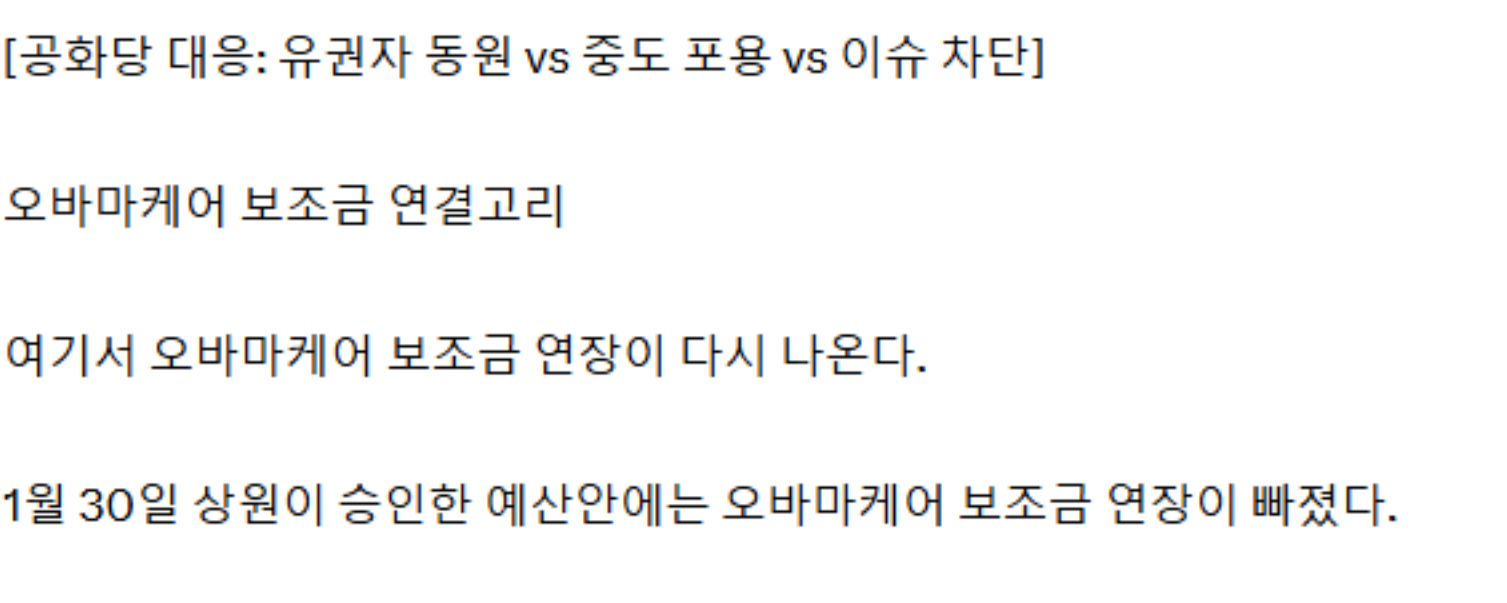 [공화당 대응: 유권자 동원 vs 중도 포용 vs 이슈 차단]
오바마케어 보조금 연결고리
여기서 오바마케어 보조금 연장이 다시 나온다.
1월 30일 상원이 승인한 예산안에는 오바마케어 보조금 연장이 빠졌다.